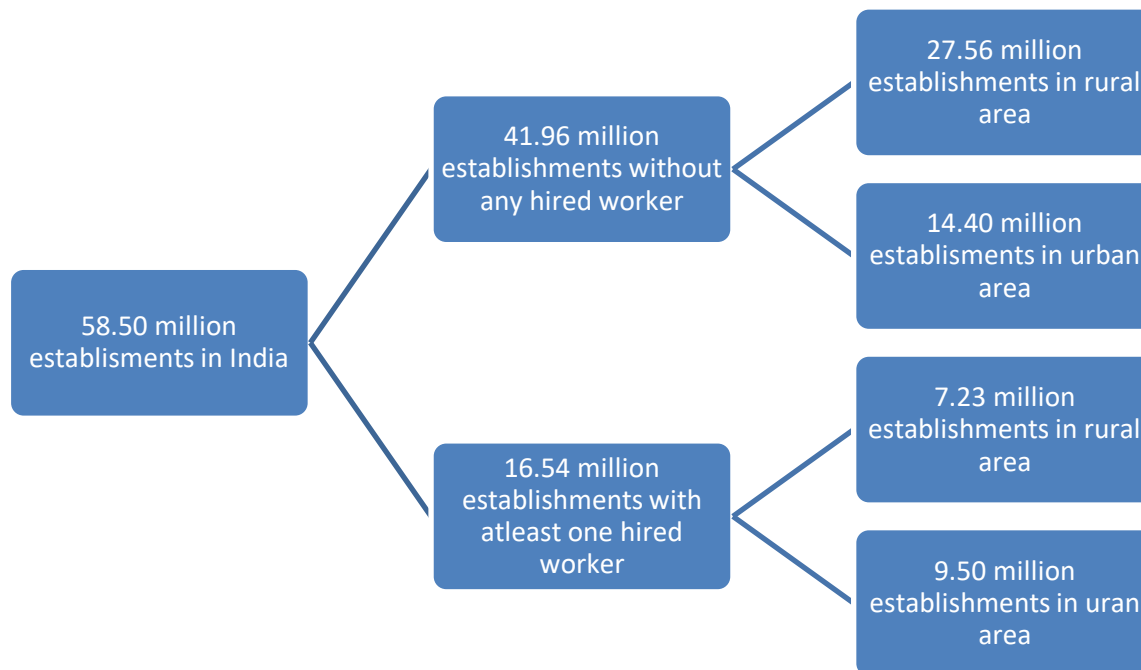 58.50 million
establisments in India
41.96 million
establishments without
any hired worker
27.56 million
establishments in rural
area
14.40 million
establisments in urban
area
16.54 million
establishments with
atleast one hired
worker
7.23 million
establishments in rural
area
9.50 million
establishments in uran
area